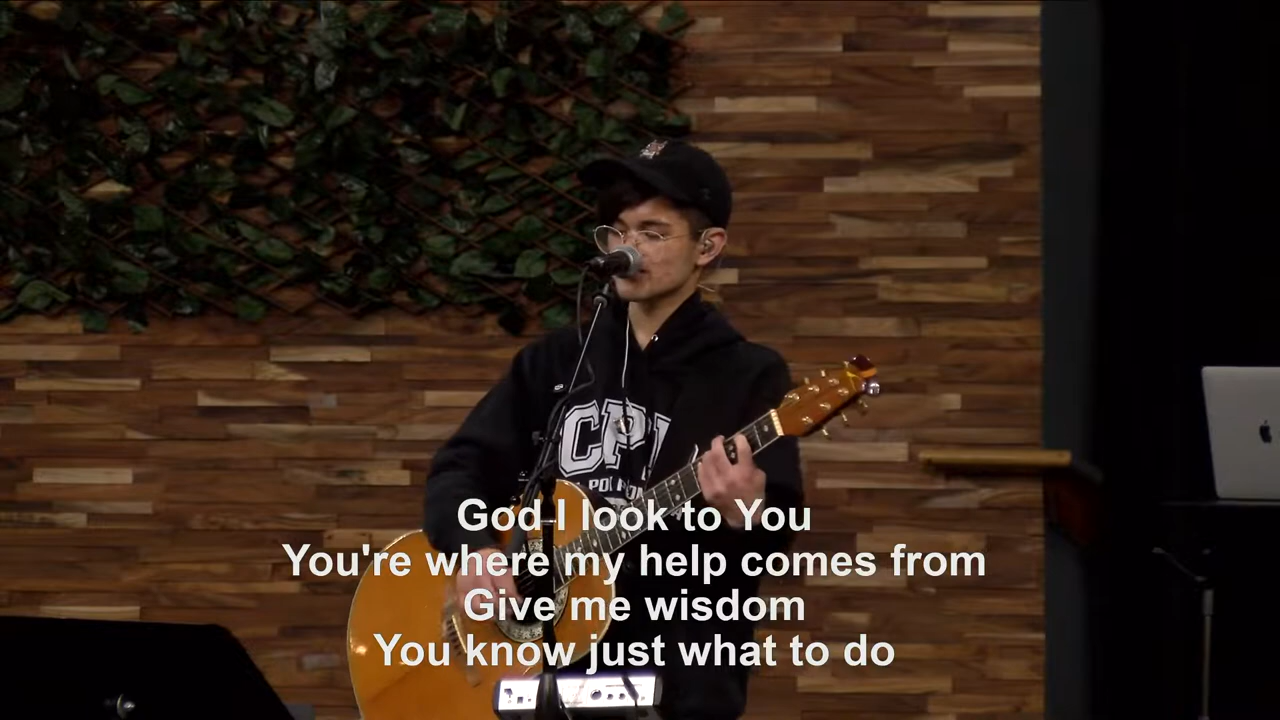 CP
God I look to You
You're where my help comes from
Give me wisdom
You know just what to do